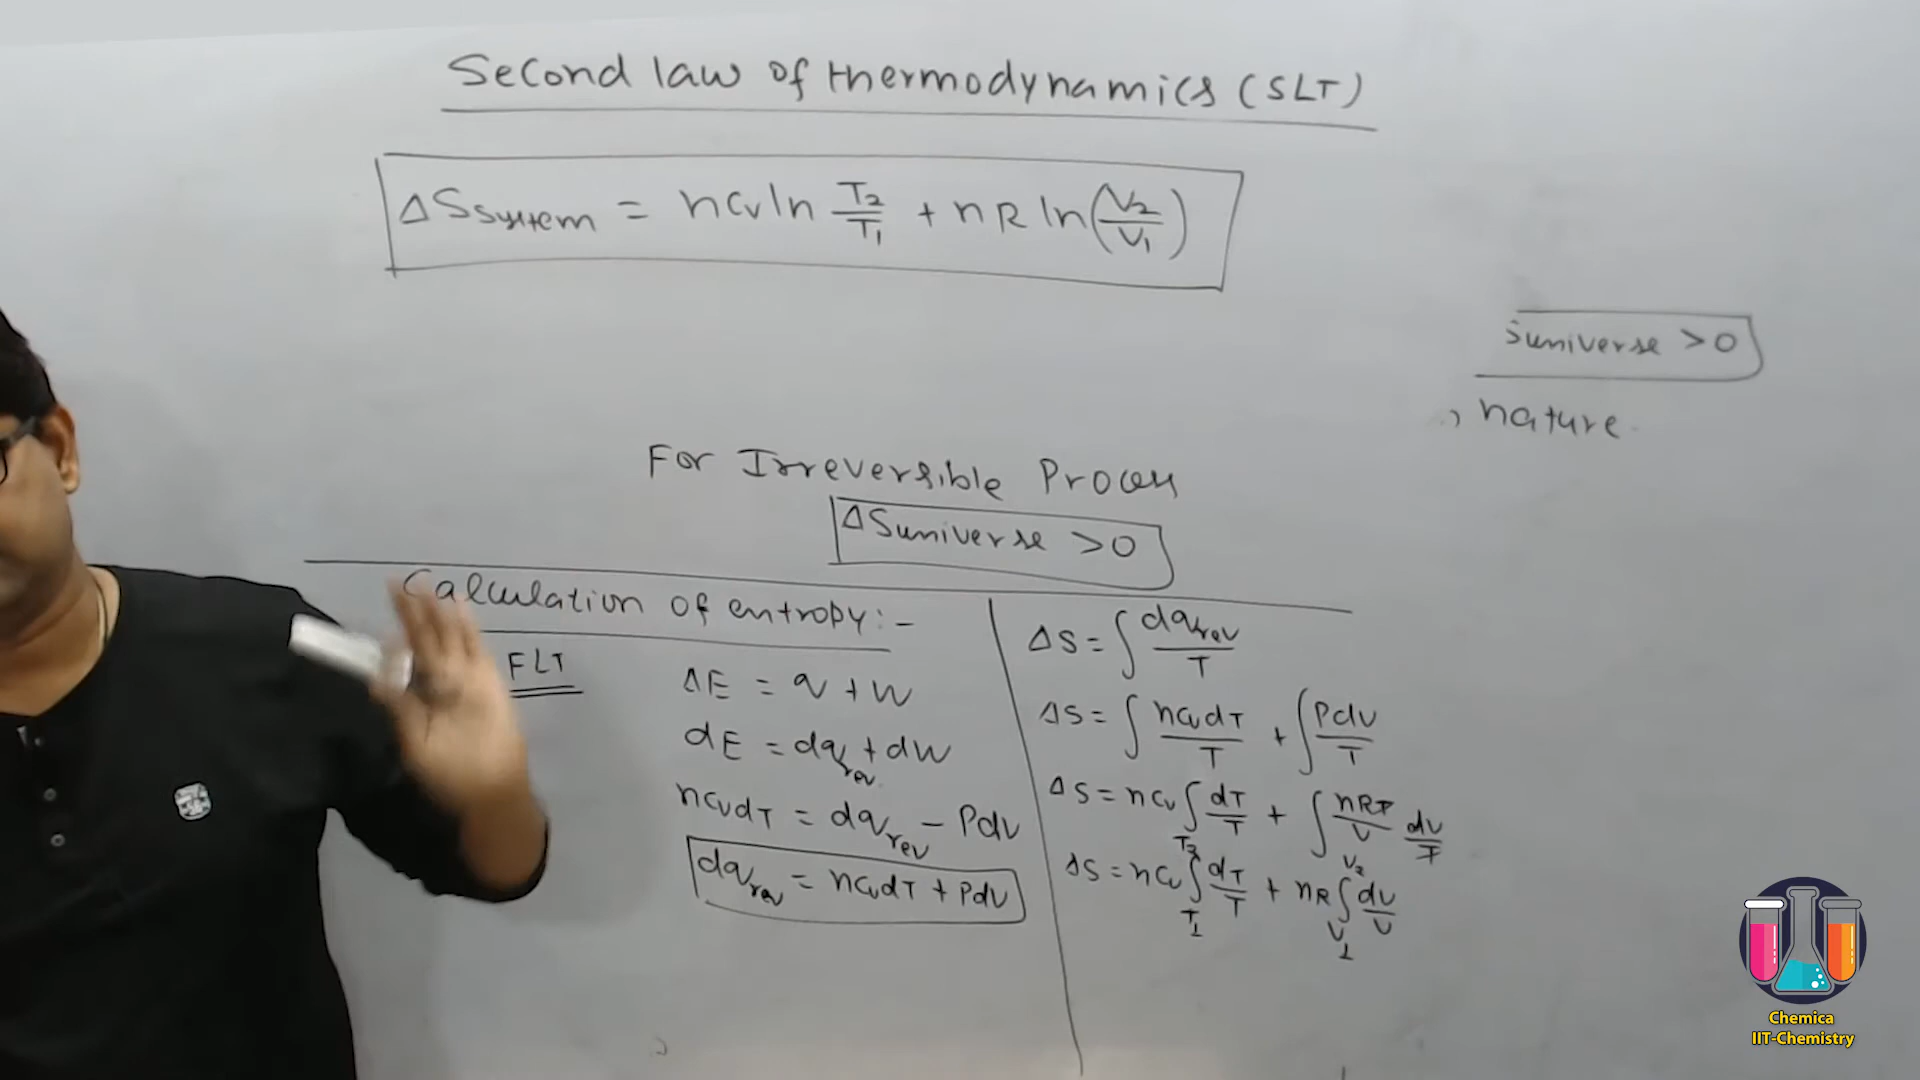 Second law of thermodynamics (SLT)
ΔSsystem = nCv ln T2/T1 + nR ln(V2/V1)
Suniverse >0
, nature.
For Irreversible Process
ΔSuniverse >0
Calculation of entropy:-
FLT
ΔE = q + W
dE = dqrev + dW
nCvdT = dqrev - PdV
dqrev = nCvdT + PdV
ΔS = ∫ dqrev/T
ΔS = ∫ nCvdT/T + ∫ PdV/T
ΔS = nCv ∫ dT/T + ∫ nRT/V dV/T
ΔS = nCv ∫T1T2 dT/T + nR ∫V1V2 dV/V
Chemica
IIT-Chemistry